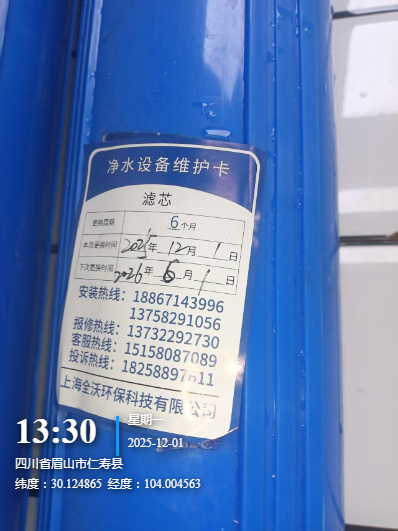 净水设备维护卡
滤芯
更换周期 6个月
本次更换时间 2025年 12月 1日
下次更换时间 2026年 6月 1日
安装热线：18867143996
13758291056
报修热线：13732292730
客服热线：15158087089
投诉热线：18258897611
上海全沃环保科技有限公司
13:30
星期一
2025-12-01
四川省眉山市仁寿县
纬度：30.124865 经度：104.004563